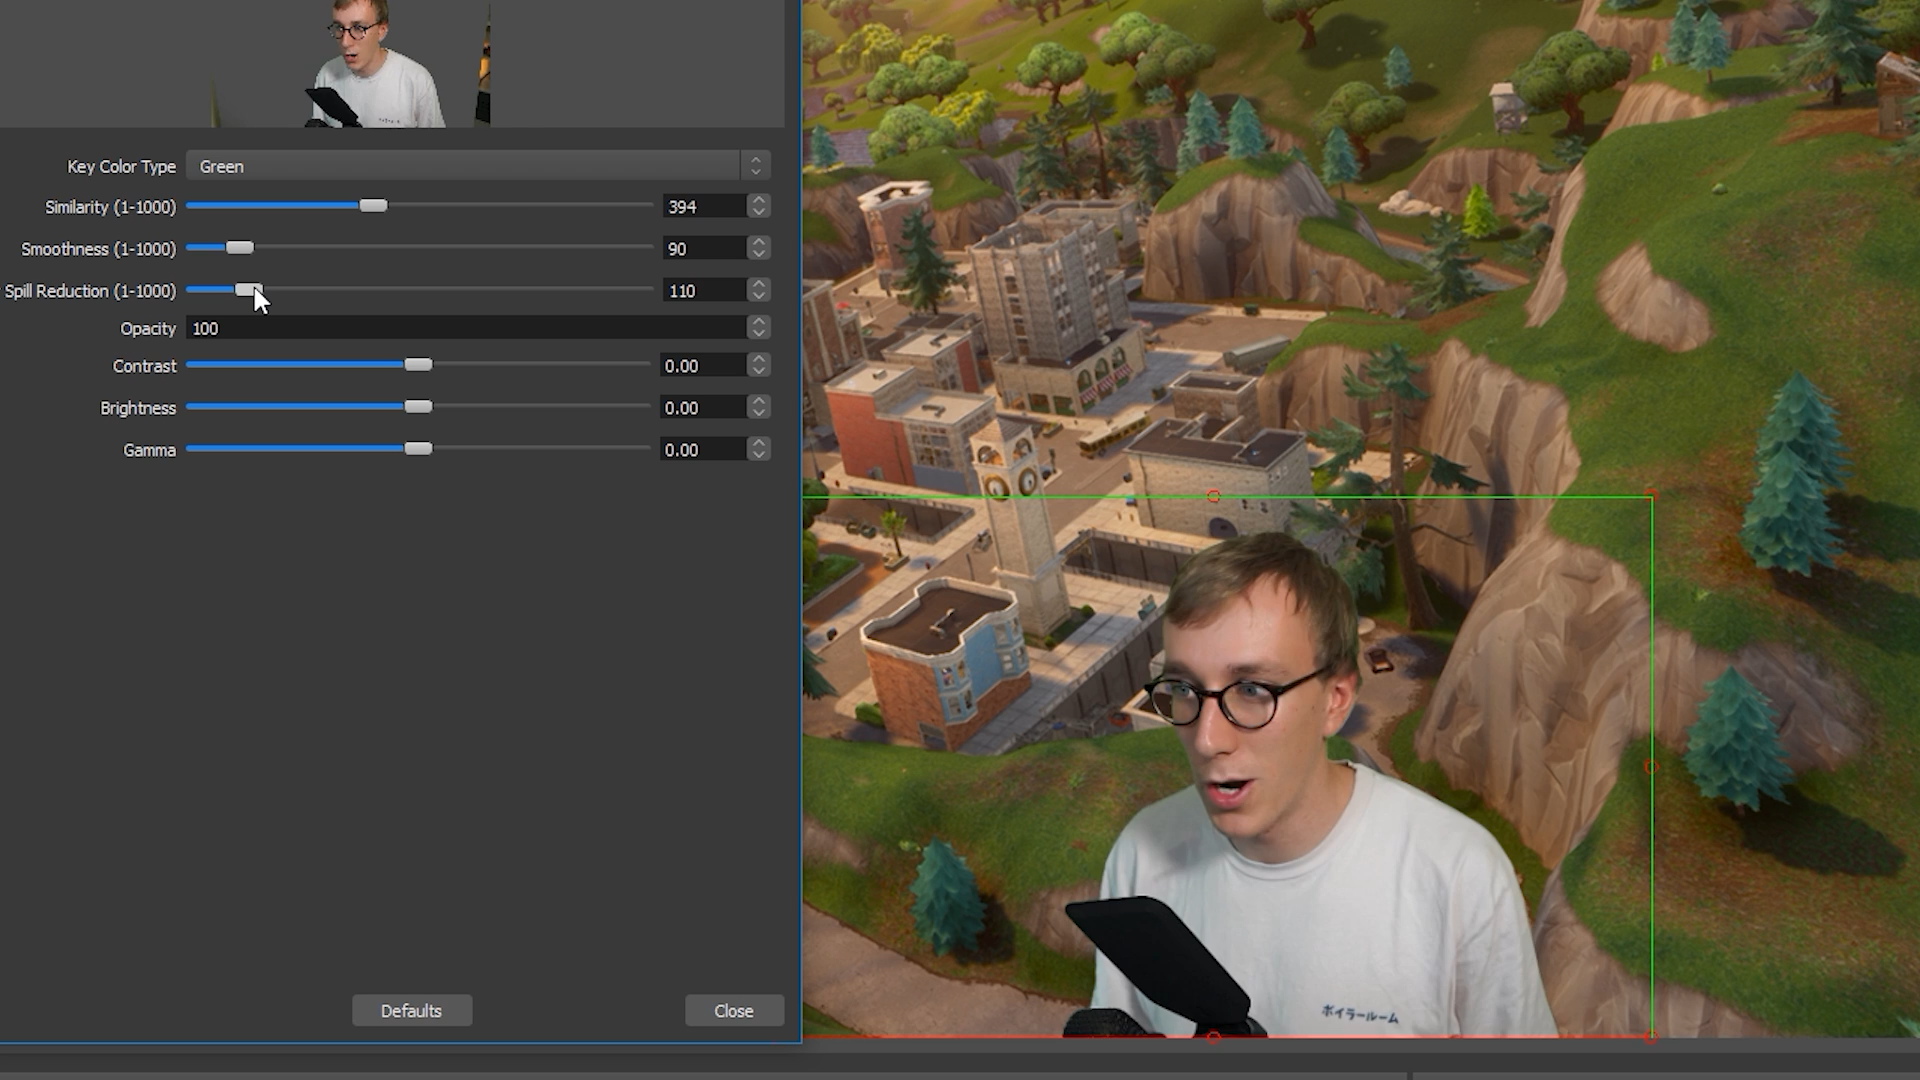 Key Color Type Green
Similarity (1-1000) 394
Smoothness (1-1000) 90
Spill Reduction (1-1000) 110
Opacity 100
Contrast 0.00
Brightness 0.00
Gamma 0.00
ボイラールーム
Defaults Close